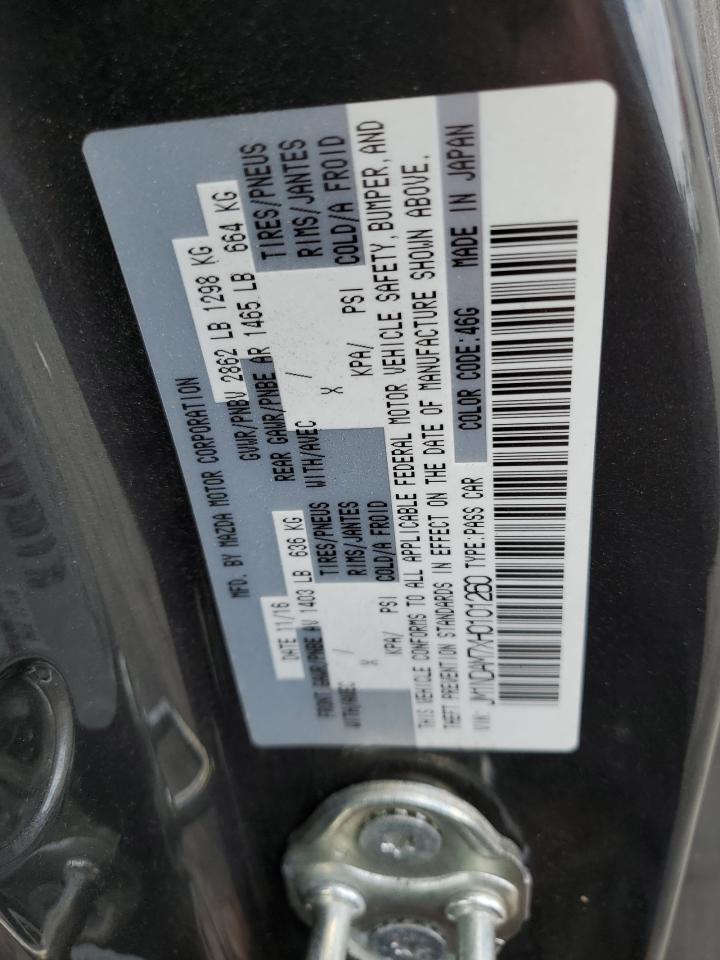 MFD. BY MAZDA MOTOR CORPORATION
DATE 11/16 GVWR/PNBV 2862 LB 1298 KG
FRONT GAWR/PNBE AV 1403 LB 636 KG REAR GAWR/PNBE AR 1465 LB 664 KG
WITH/AVEC / TIRES/PNEUS WITH/AVEC / TIRES/PNEUS
X RIMS/JANTES X RIMS/JANTES
KPA/ PSI COLD/A FROID KPA/ PSI COLD/A FROID
THIS VEHICLE CONFORMS TO ALL APPLICABLE FEDERAL MOTOR VEHICLE SAFETY, BUMPER, AND
THEFT PREVENTION STANDARDS IN EFFECT ON THE DATE OF MANUFACTURE SHOWN ABOVE.
VIN: JM1NDAM7XH0101260 TYPE:PASS CAR COLOR CODE:46G MADE IN JAPAN